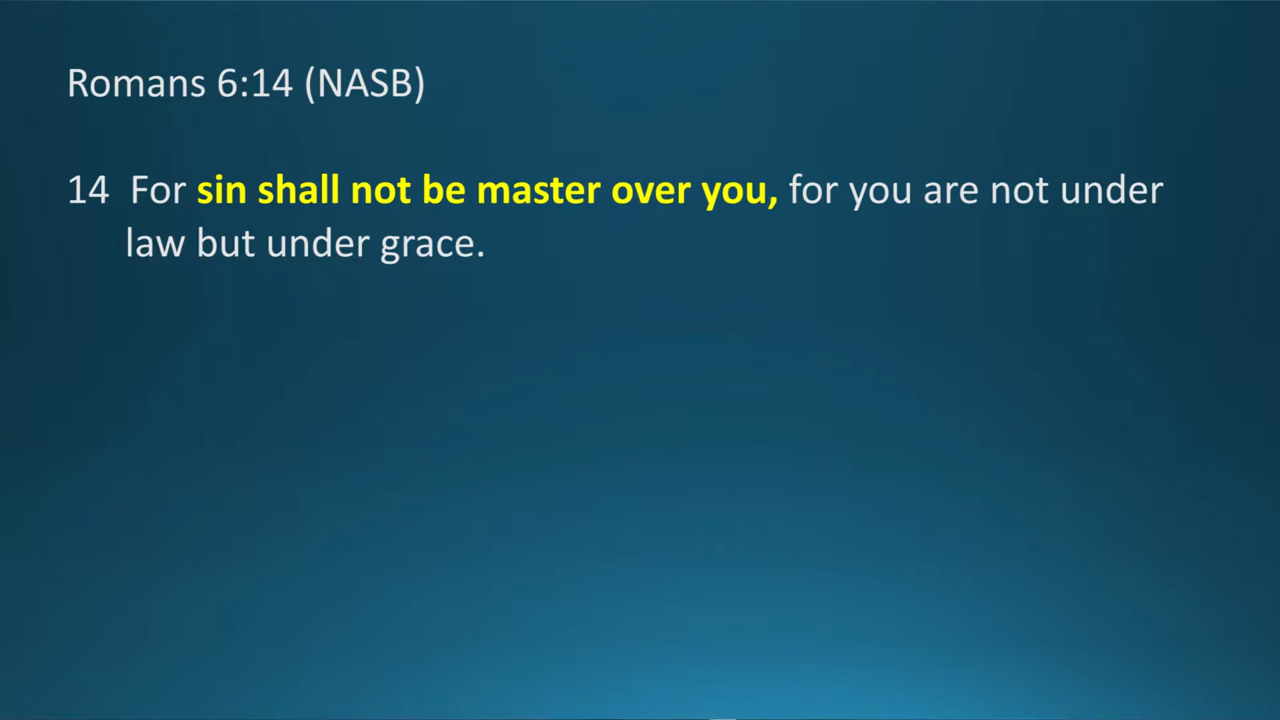 Romans 6:14 (NASB)
14 For sin shall not be master over you, for you are not under
law but under grace.